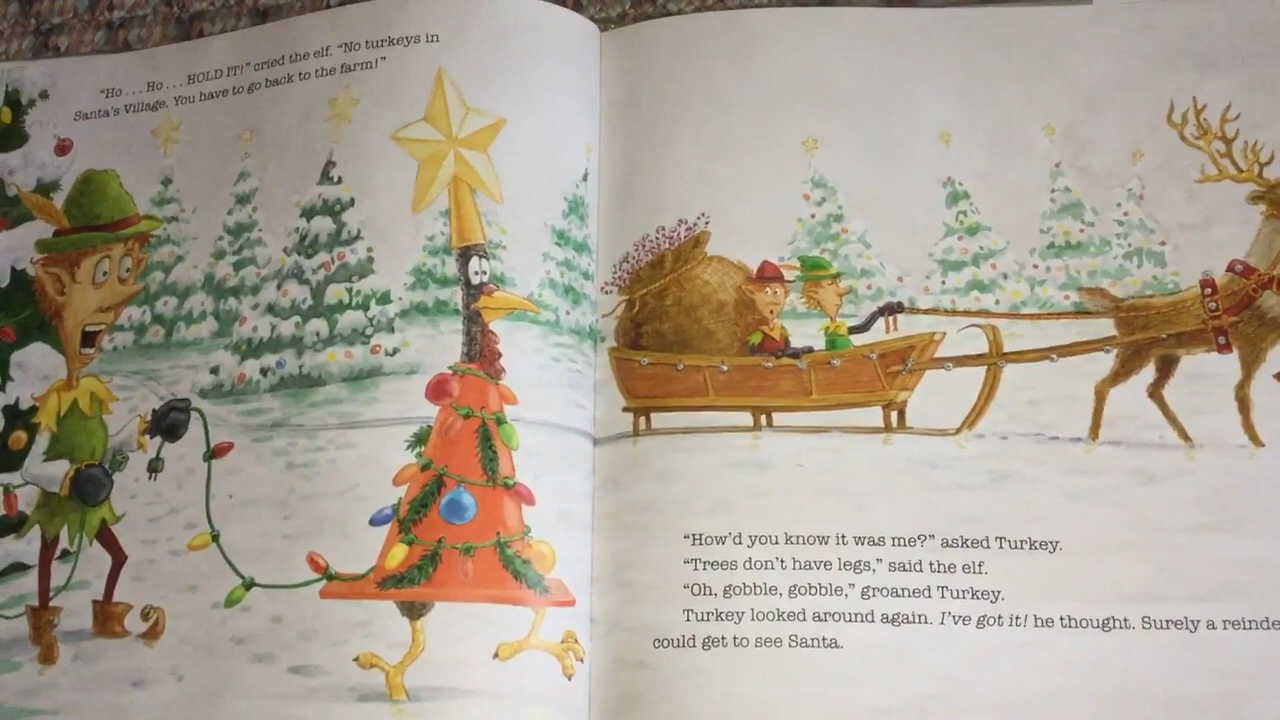 "Ho . . . Ho . . . HOLD IT!" cried the elf. "No turkeys in
Santa's Village. You have to go back to the farm!"
"How'd you know it was me?" asked Turkey.
"Trees don't have legs," said the elf.
"Oh, gobble, gobble," groaned Turkey.
Turkey looked around again. I've got it! he thought. Surely a reinde
could get to see Santa.